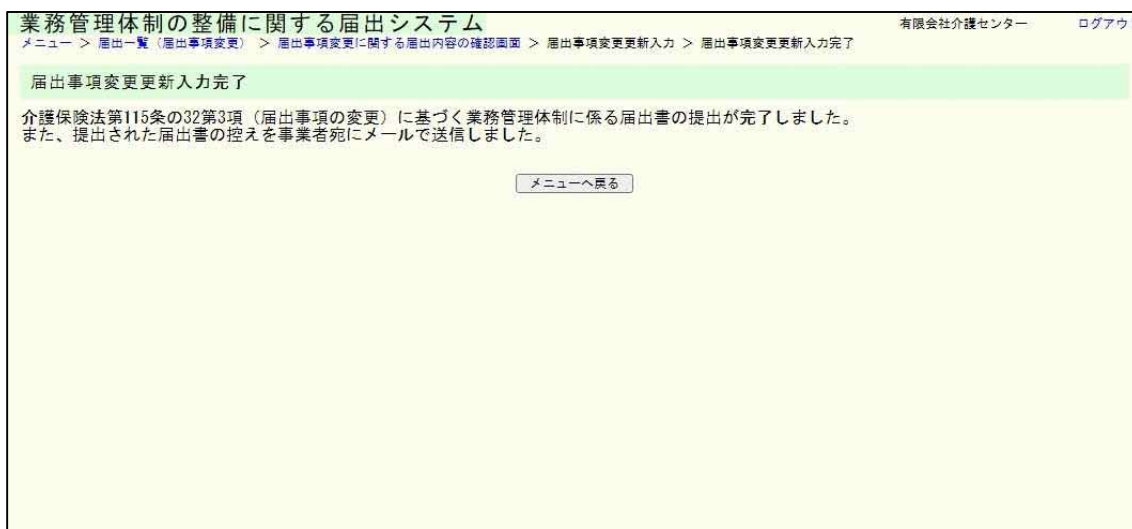 業務管理体制の整備に関する届出システム
有限会社介護センター ログアウ
メニュー > 届出一覧（届出事項変更） > 届出事項変更に関する届出内容の確認画面 > 届出事項変更更新入力 > 届出事項変更更新入力完了
届出事項変更更新入力完了
介護保険法第115条の32第3項（届出事項の変更）に基づく業務管理体制に係る届出書の提出が完了しました。
また、提出された届出書の控えを事業者宛にメールで送信しました。
メニューへ戻る